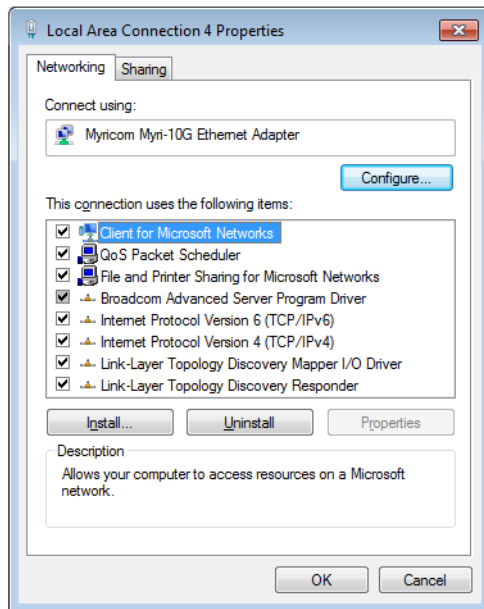 Local Area Connection 4 Properties
Networking
Sharing
Connect using:
Myricom Myri-10G Ethernet Adapter
Configure...
This connection uses the following items:
Client for Microsoft Networks
QoS Packet Scheduler
File and Printer Sharing for Microsoft Networks
Broadcom Advanced Server Program Driver
Internet Protocol Version 6 (TCP/IPv6)
Internet Protocol Version 4 (TCP/IPv4)
Link-Layer Topology Discovery Mapper I/O Driver
Link-Layer Topology Discovery Responder
Install...
Uninstall
Properties
Description
Allows your computer to access resources on a Microsoft
network.
OK
Cancel